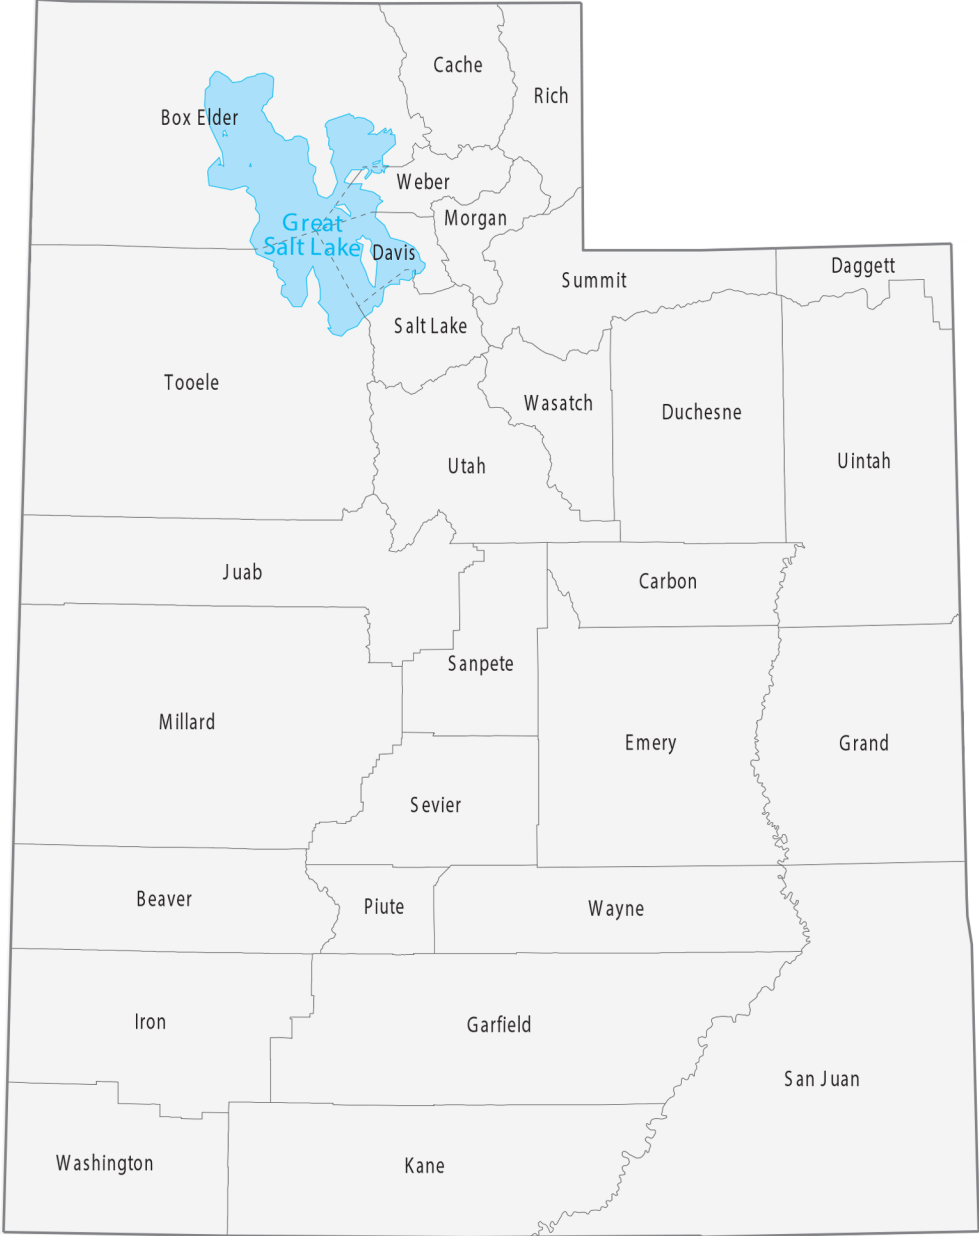 Cache
Rich
Box Elder
Weber
Morgan
Great
Salt Lake
Davis
Summit
Daggett
Salt Lake
Tooele
Wasatch
Duchesne
Utah
Uintah
Juab
Carbon
Sanpete
Millard
Emery
Grand
Sevier
Beaver
Piute
Wayne
Iron
Garfield
San Juan
Washington
Kane